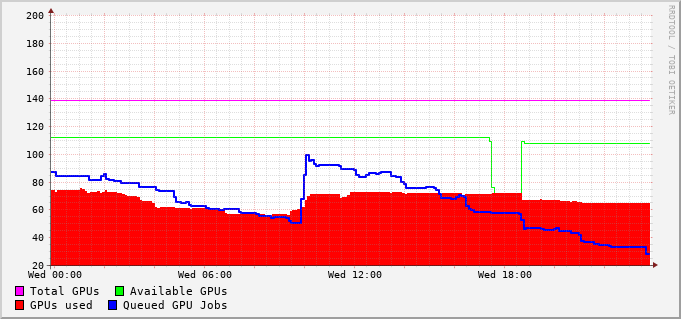 200
180
160
140
120
100
80
60
40
20
Wed 00:00 Wed 06:00 Wed 12:00 Wed 18:00
Total GPUs Available GPUs
GPUs used Queued GPU Jobs
RRDTOOL / TOBI OETIKER